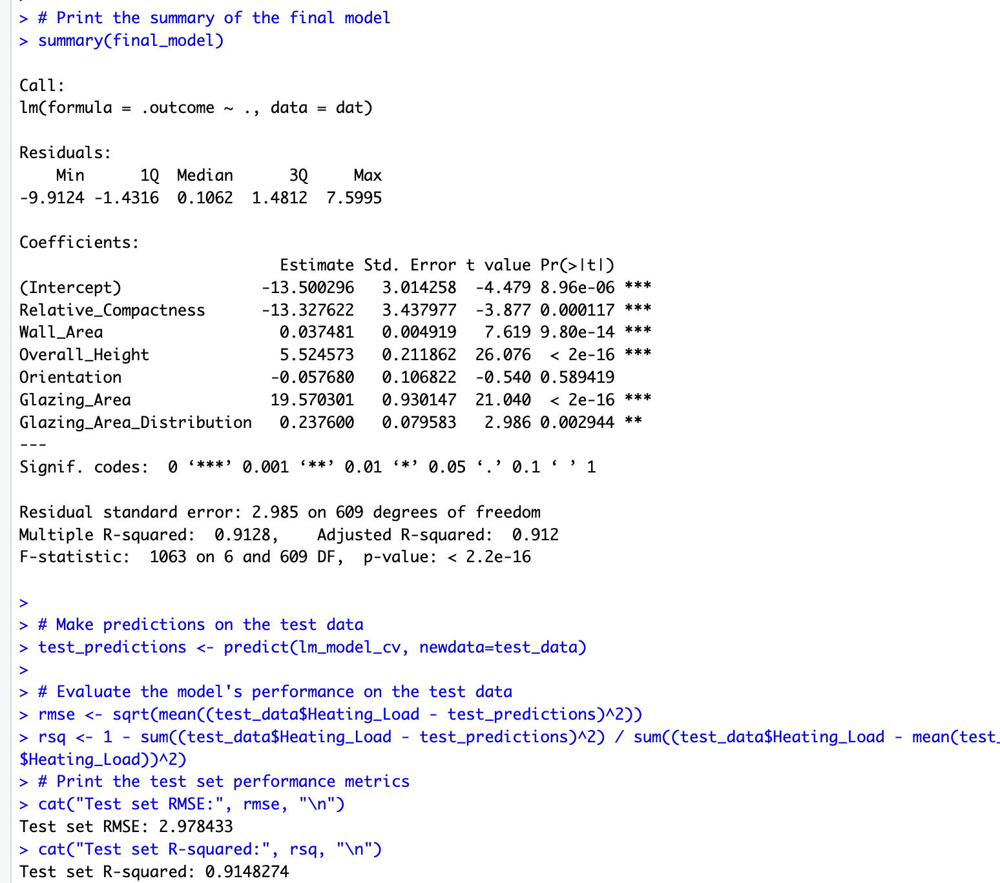 > # Print the summary of the final model
> summary(final_model)
Call:
lm(formula = .outcome ~ ., data = dat)
Residuals:
    Min      1Q  Median      3Q     Max
-9.9124 -1.4316  0.1062  1.4812  7.5995
Coefficients:
                            Estimate Std. Error t value Pr(>|t|)
(Intercept)               -13.500296   3.014258  -4.479 8.96e-06 ***
Relative_Compactness      -13.327622   3.437977  -3.877 0.000117 ***
Wall_Area                   0.037481   0.004919   7.619 9.80e-14 ***
Overall_Height              5.524573   0.211862  26.076  < 2e-16 ***
Orientation                -0.057680   0.106822  -0.540 0.589419
Glazing_Area               19.570301   0.930147  21.040  < 2e-16 ***
Glazing_Area_Distribution   0.237600   0.079583   2.986 0.002944 **
---
Signif. codes:  0 ‘***’ 0.001 ‘**’ 0.01 ‘*’ 0.05 ‘.’ 0.1 ‘ ’ 1
Residual standard error: 2.985 on 609 degrees of freedom
Multiple R-squared:  0.9128,    Adjusted R-squared:  0.912
F-statistic:  1063 on 6 and 609 DF,  p-value: < 2.2e-16
>
> # Make predictions on the test data
> test_predictions <- predict(lm_model_cv, newdata=test_data)
>
> # Evaluate the model's performance on the test data
> rmse <- sqrt(mean((test_data$Heating_Load - test_predictions)^2))
> rsq <- 1 - sum((test_data$Heating_Load - test_predictions)^2) / sum((test_data$Heating_Load - mean(test_
$Heating_Load))^2)
> # Print the test set performance metrics
> cat("Test set RMSE:", rmse, "\n")
Test set RMSE: 2.978433
> cat("Test set R-squared:", rsq, "\n")
Test set R-squared: 0.9148274